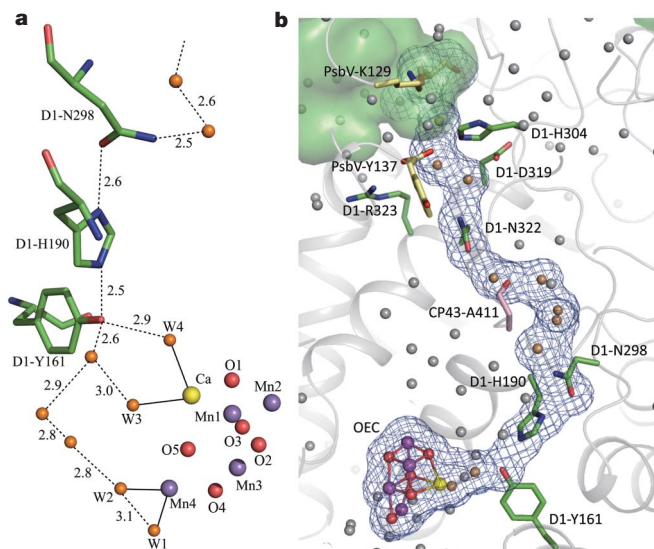 a
D1-N298
2.6
2.5
2.6
D1-H190
2.5
2.9
W4
2.6
D1-Y161
2.9
3.0
Ca
O1
Mn2
W3
Mn1
O3
2.8
O5
O2
Mn3
2.8
W2
Mn4
O4
3.1
W1
b
PsbV-K129
D1-H304
PsbV-Y137
D1-D319
D1-R323
D1-N322
CP43-A411
D1-N298
D1-H190
OEC
D1-Y161